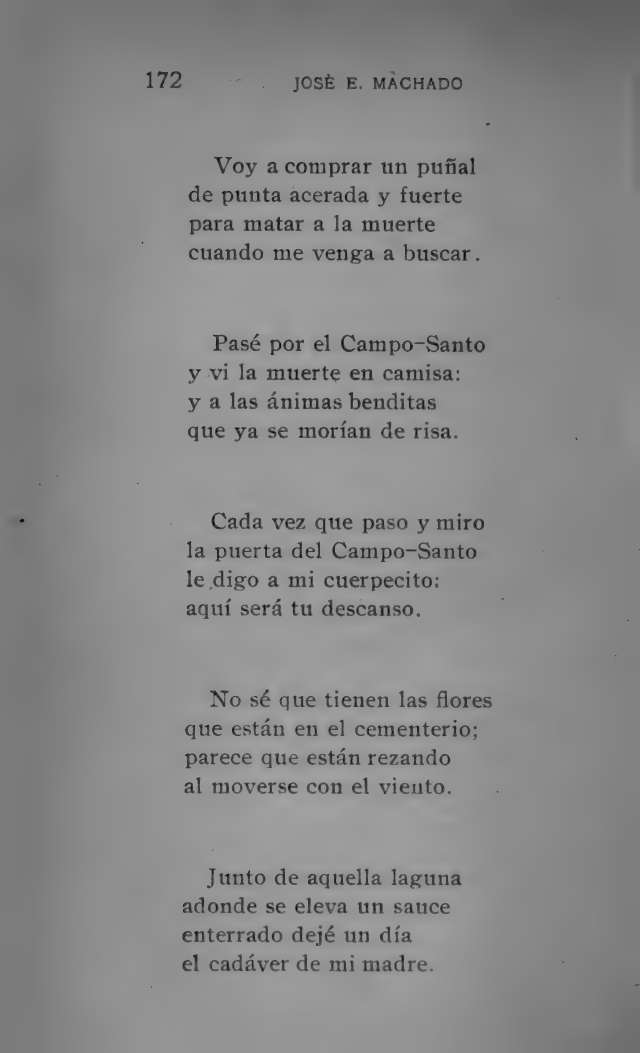 172 JOSÈ E. MÀCHADO
Voy a comprar un puñal
de punta acerada y fuerte
para matar a la muerte
cuando me venga a buscar.
Pasé por el Campo-Santo
y vi la muerte en camisa:
y a las ánimas benditas
que ya se morían de risa.
Cada vez que paso y miro
la puerta del Campo-Santo
le digo a mi cuerpecito:
aquí será tu descanso.
No sé que tienen las flores
que están en el cementerio;
parece que están rezando
al moverse con el viento.
Junto de aquella laguna
adonde se eleva un sauce
enterrado dejé un día
el cadáver de mi madre.